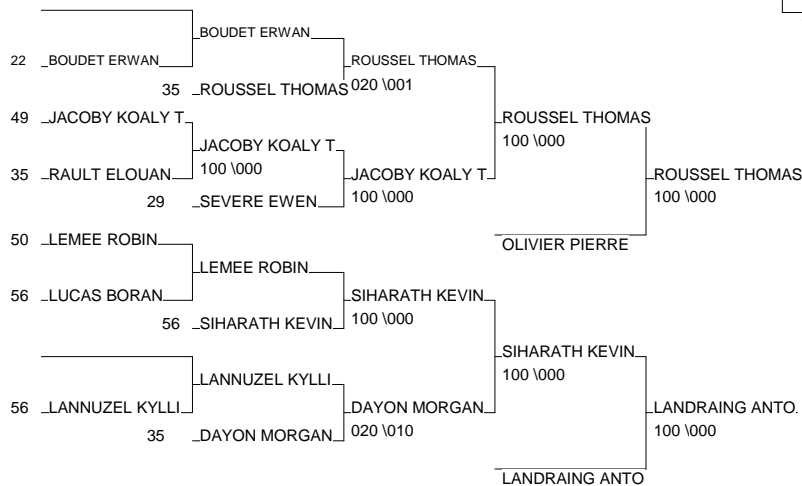 BOUDET ERWAN
22 BOUDET ERWAN
ROUSSEL THOMAS
35 ROUSSEL THOMAS 020 \001
49 JACOBY KOALY T
ROUSSEL THOMAS
100 \000
JACOBY KOALY T
100 \000
35 RAULT ELOUAN
JACOBY KOALY T
100 \000
ROUSSEL THOMAS
100 \000
29 SEVERE EWEN
50 LEMEE ROBIN
OLIVIER PIERRE
LEMEE ROBIN
56 LUCAS BORAN
SIHARATH KEVIN
100 \000
56 SIHARATH KEVIN
SIHARATH KEVIN
100 \000
LANNUZEL KYLLI
56 LANNUZEL KYLLI
DAYON MORGAN
020 \010
LANDRAING ANTO.
100 \000
35 DAYON MORGAN
LANDRAING ANTO